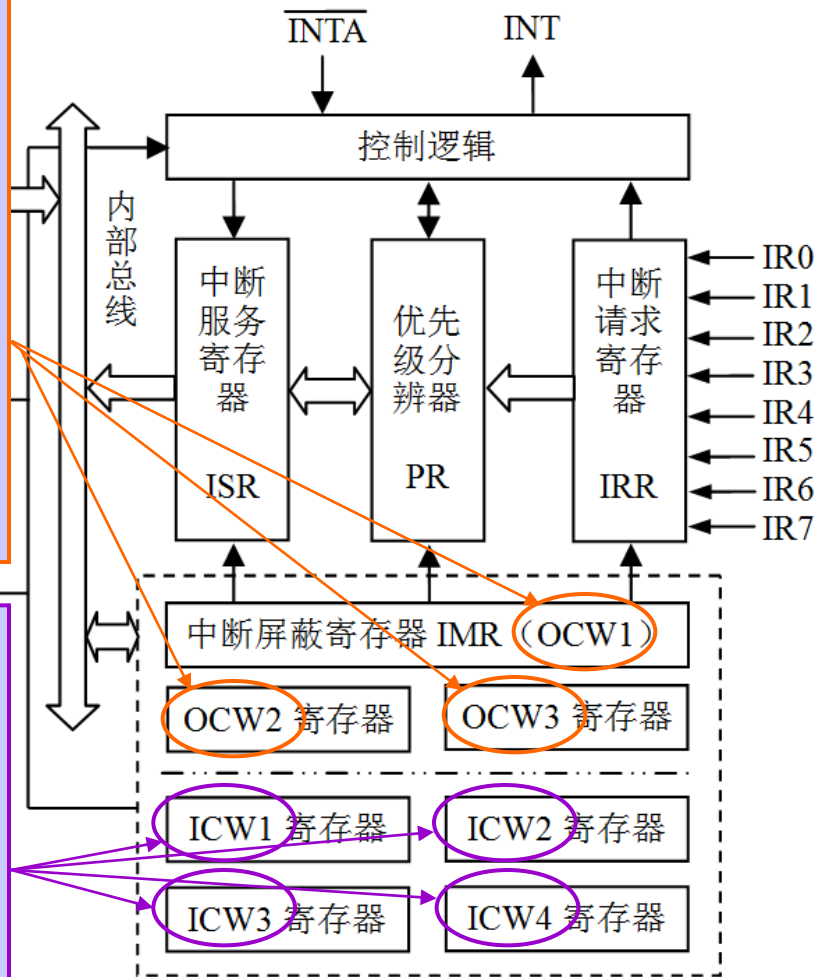 INTA
INT
控制逻辑
内
部
总
线
中断
服务
寄存
器
ISR
优先
级分
辨器
PR
中断
请求
寄存
器
IRR
IR0
IR1
IR2
IR3
IR4
IR5
IR6
IR7
中断屏蔽寄存器 IMR（OCW1）
OCW2 寄存器
OCW3 寄存器
ICW1 寄存器
ICW2 寄存器
ICW3 寄存器
ICW4 寄存器